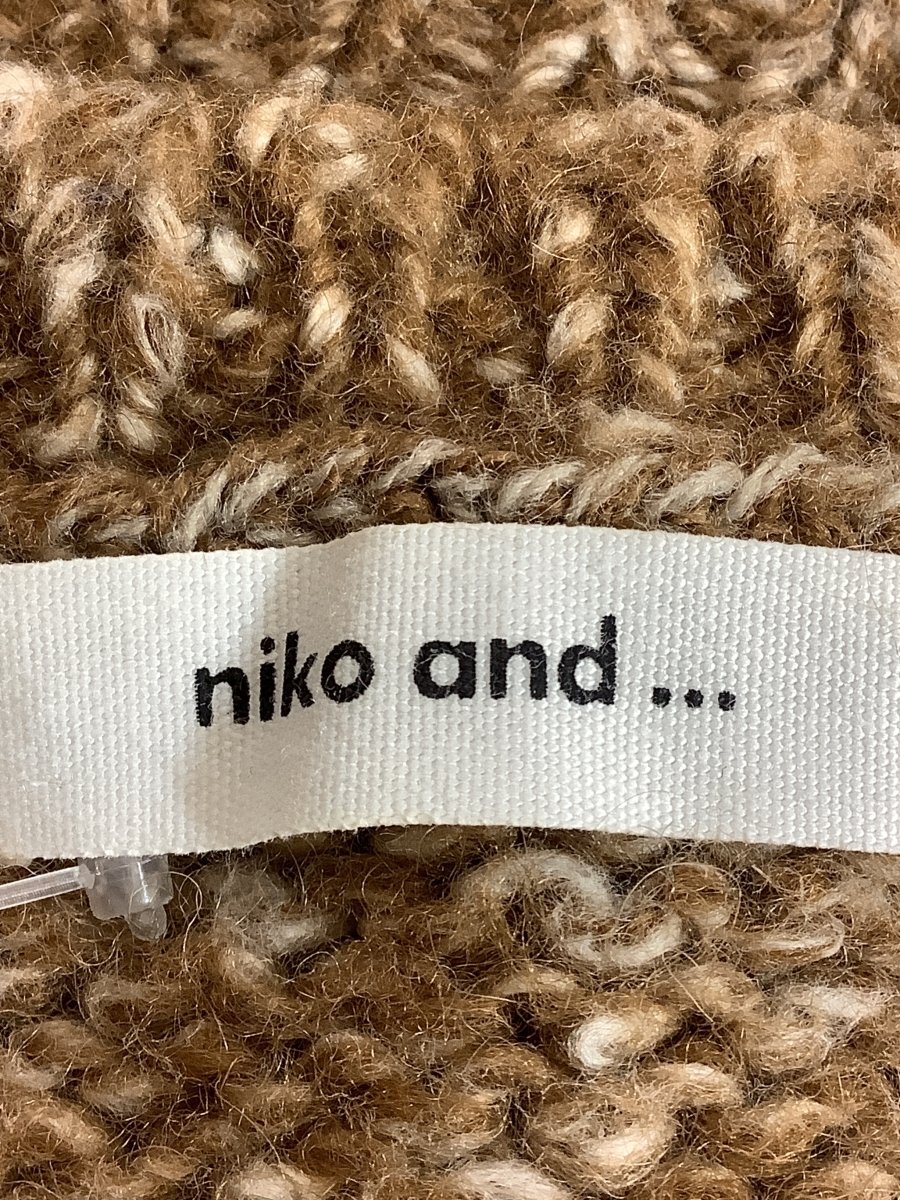 niko and ...